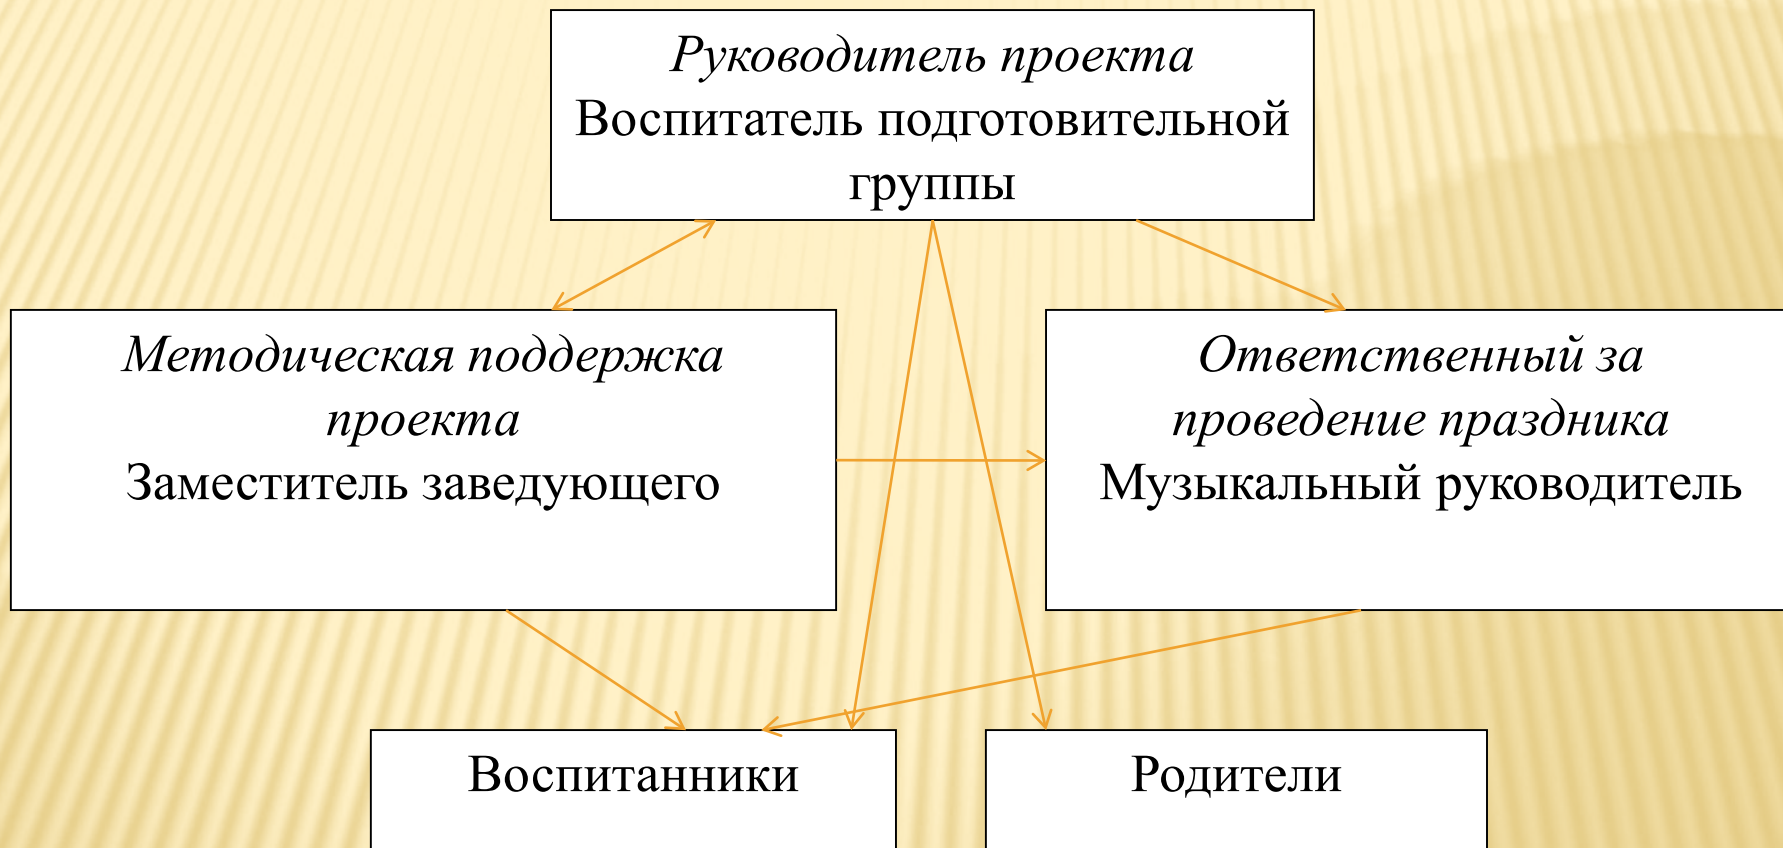 Руководитель проекта
Воспитатель подготовительной
группы
Методическая поддержка
проекта
Заместитель заведующего
Ответственный за
проведение праздника
Музыкальный руководитель
Воспитанники
Родители